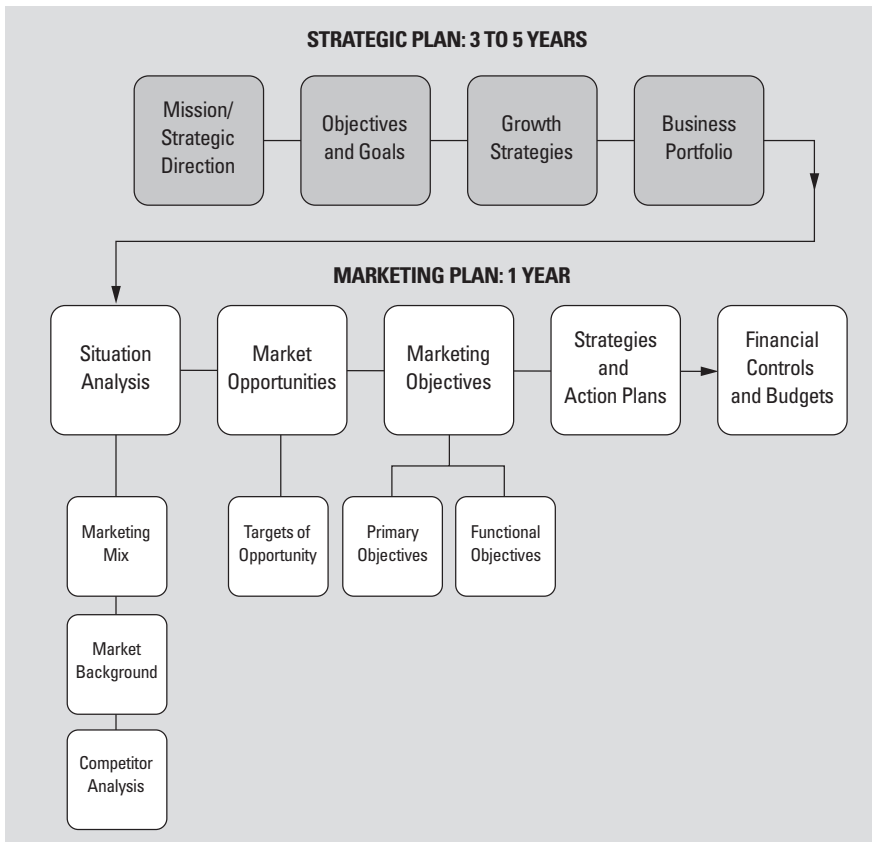 STRATEGIC PLAN: 3 TO 5 YEARS
Mission/
Strategic
Direction
Objectives
and Goals
Growth
Strategies
Business
Portfolio
MARKETING PLAN: 1 YEAR
Situation
Analysis
Market
Opportunities
Marketing
Objectives
Strategies
and
Action Plans
Financial
Controls
and Budgets
Marketing
Mix
Targets of
Opportunity
Primary
Objectives
Functional
Objectives
Market
Background
Competitor
Analysis